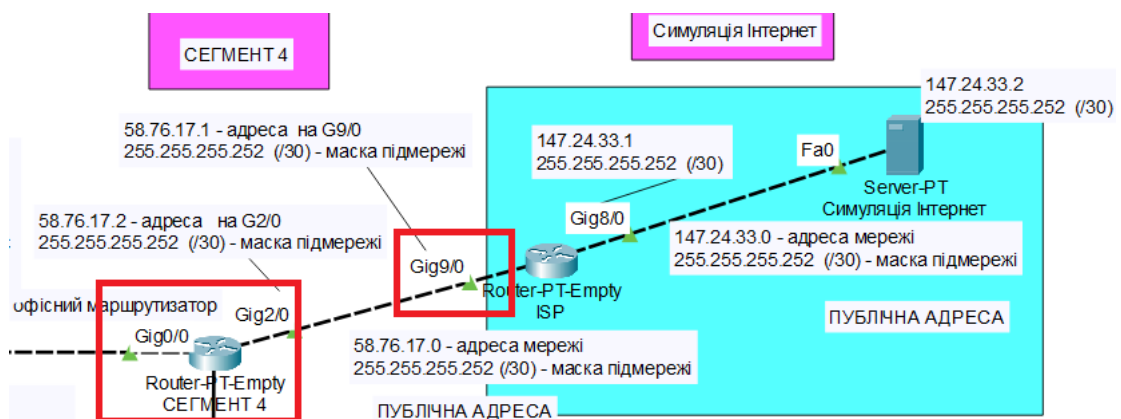 СЕГМЕНТ 4
Симуляція Інтернет
147.24.33.2
255.255.255.252 (/30)
58.76.17.1 - адреса на G9/0
255.255.255.252 (/30) - маска підмережі
147.24.33.1
255.255.255.252 (/30)
Fa0
Server-PT
Симуляція Інтернет
58.76.17.2 - адреса на G2/0
255.255.255.252 (/30) - маска підмережі
Gig8/0
147.24.33.0 - адреса мережі
255.255.255.252 (/30) - маска підмережі
Gig9/0
Router-PT-Empty
ISP
офісний маршрутизатор
Gig2/0
Gig0/0
ПУБЛІЧНА АДРЕСА
58.76.17.0 - адреса мережі
255.255.255.252 (/30) - маска підмережі
Router-PT-Empty
СЕГМЕНТ 4
ПУБЛІЧНА АДРЕСА